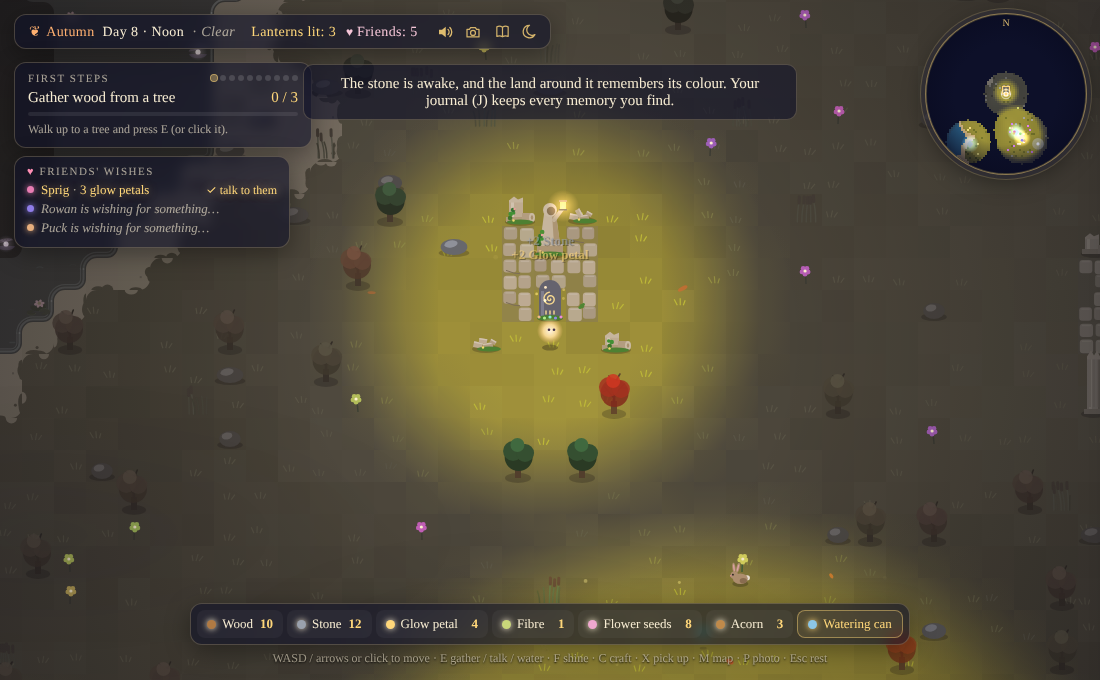 Autumn Day 8 · Noon · Clear Lanterns lit: 3 ♥ Friends: 5
N
FIRST STEPS
Gather wood from a tree 0 / 3
Walk up to a tree and press E (or click it).
The stone is awake, and the land around it remembers its colour. Your
journal (J) keeps every memory you find.
♥ FRIENDS' WISHES
Sprig · 3 glow petals ✓ talk to them
Rowan is wishing for something…
Puck is wishing for something…
+2 Stone
+2 Glow petal
Wood 10 Stone 12 Glow petal 4 Fibre 1 Flower seeds 8 Acorn 3 Watering can
WASD / arrows or click to move · E gather / talk / water · F shine · C craft · X pick up · M map · P photo · Esc rest